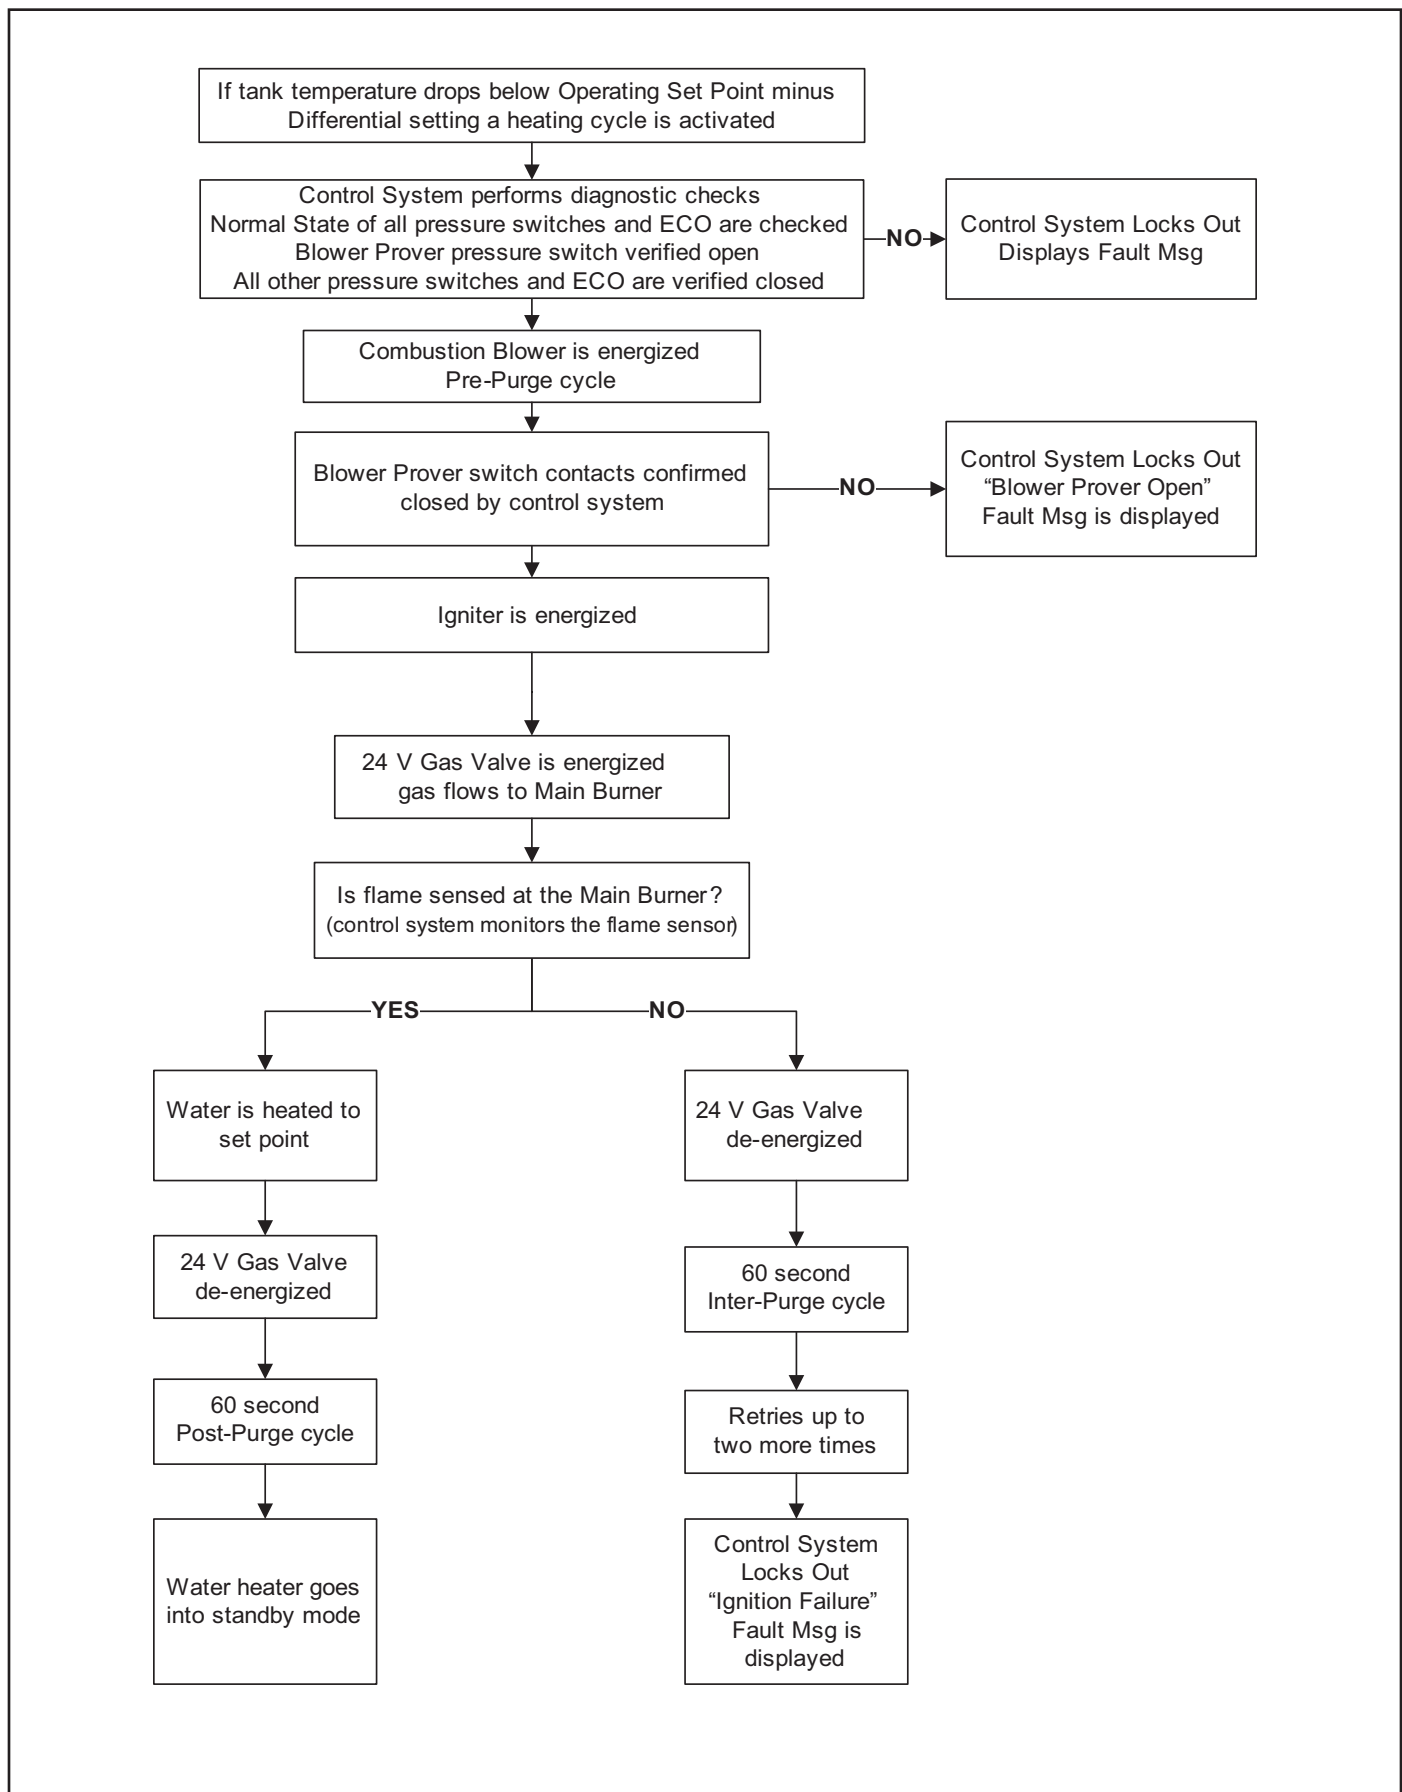 If tank temperature drops below Operating Set Point minus
Differential setting a heating cycle is activated
Control System performs diagnostic checks
Normal State of all pressure switches and ECO are checked
Blower Prover pressure switch verified open
All other pressure switches and ECO are verified closed
NO
Control System Locks Out
Displays Fault Msg
Combustion Blower is energized
Pre-Purge cycle
Blower Prover switch contacts confirmed
closed by control system
NO
Control System Locks Out
“Blower Prover Open”
Fault Msg is displayed
Igniter is energized
24 V Gas Valve is energized
gas flows to Main Burner
Is flame sensed at the Main Burner?
(control system monitors the flame sensor)
YES
NO
Water is heated to
set point
24 V Gas Valve
de-energized
60 second
Post-Purge cycle
Water heater goes
into standby mode
24 V Gas Valve
de-energized
60 second
Inter-Purge cycle
Retries up to
two more times
Control System
Locks Out
“Ignition Failure”
Fault Msg is
displayed